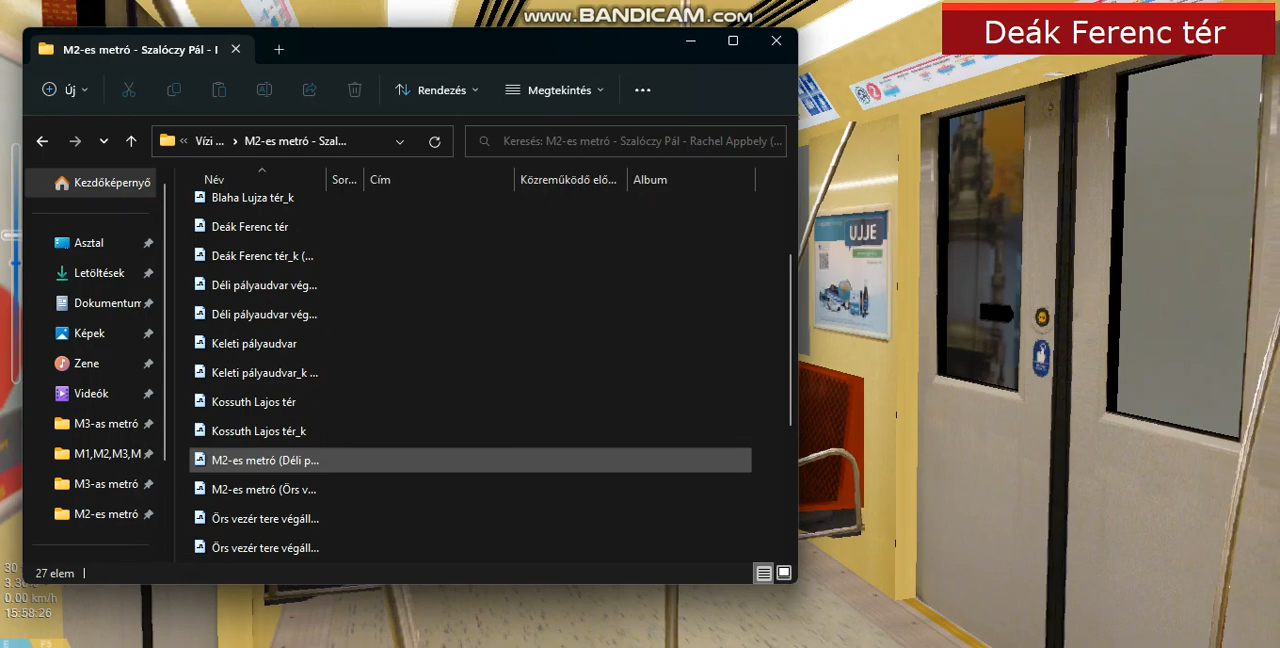 www.BANDICAM.com
Deák Ferenc tér
M2-es metró - Szalóczy Pál - I
Új
Rendezés
Megtekintés
Vízi ...
M2-es metró - Szal...
Keresés: M2-es metró - Szalóczy Pál - Rachel Appbely (...
Kezdőképernyő
Asztal
Letöltések
Dokumentum
Képek
Zene
Videók
M3-as metró
M1,M2,M3,M
M3-as metró
M2-es metró
Név
Sor...
Cím
Közreműködő elő...
Album
Blaha Lujza tér_k
Deák Ferenc tér
Deák Ferenc tér_k (...
Déli pályaudvar vég...
Déli pályaudvar vég...
Keleti pályaudvar
Keleti pályaudvar_k ...
Kossuth Lajos tér
Kossuth Lajos tér_k
M2-es metró (Déli p...
M2-es metró (Örs v...
Örs vezér tere végáll...
Örs vezér tere végáll...
27 elem
30
0.00 km/h
15:58:26
E
F5
2
UJJE